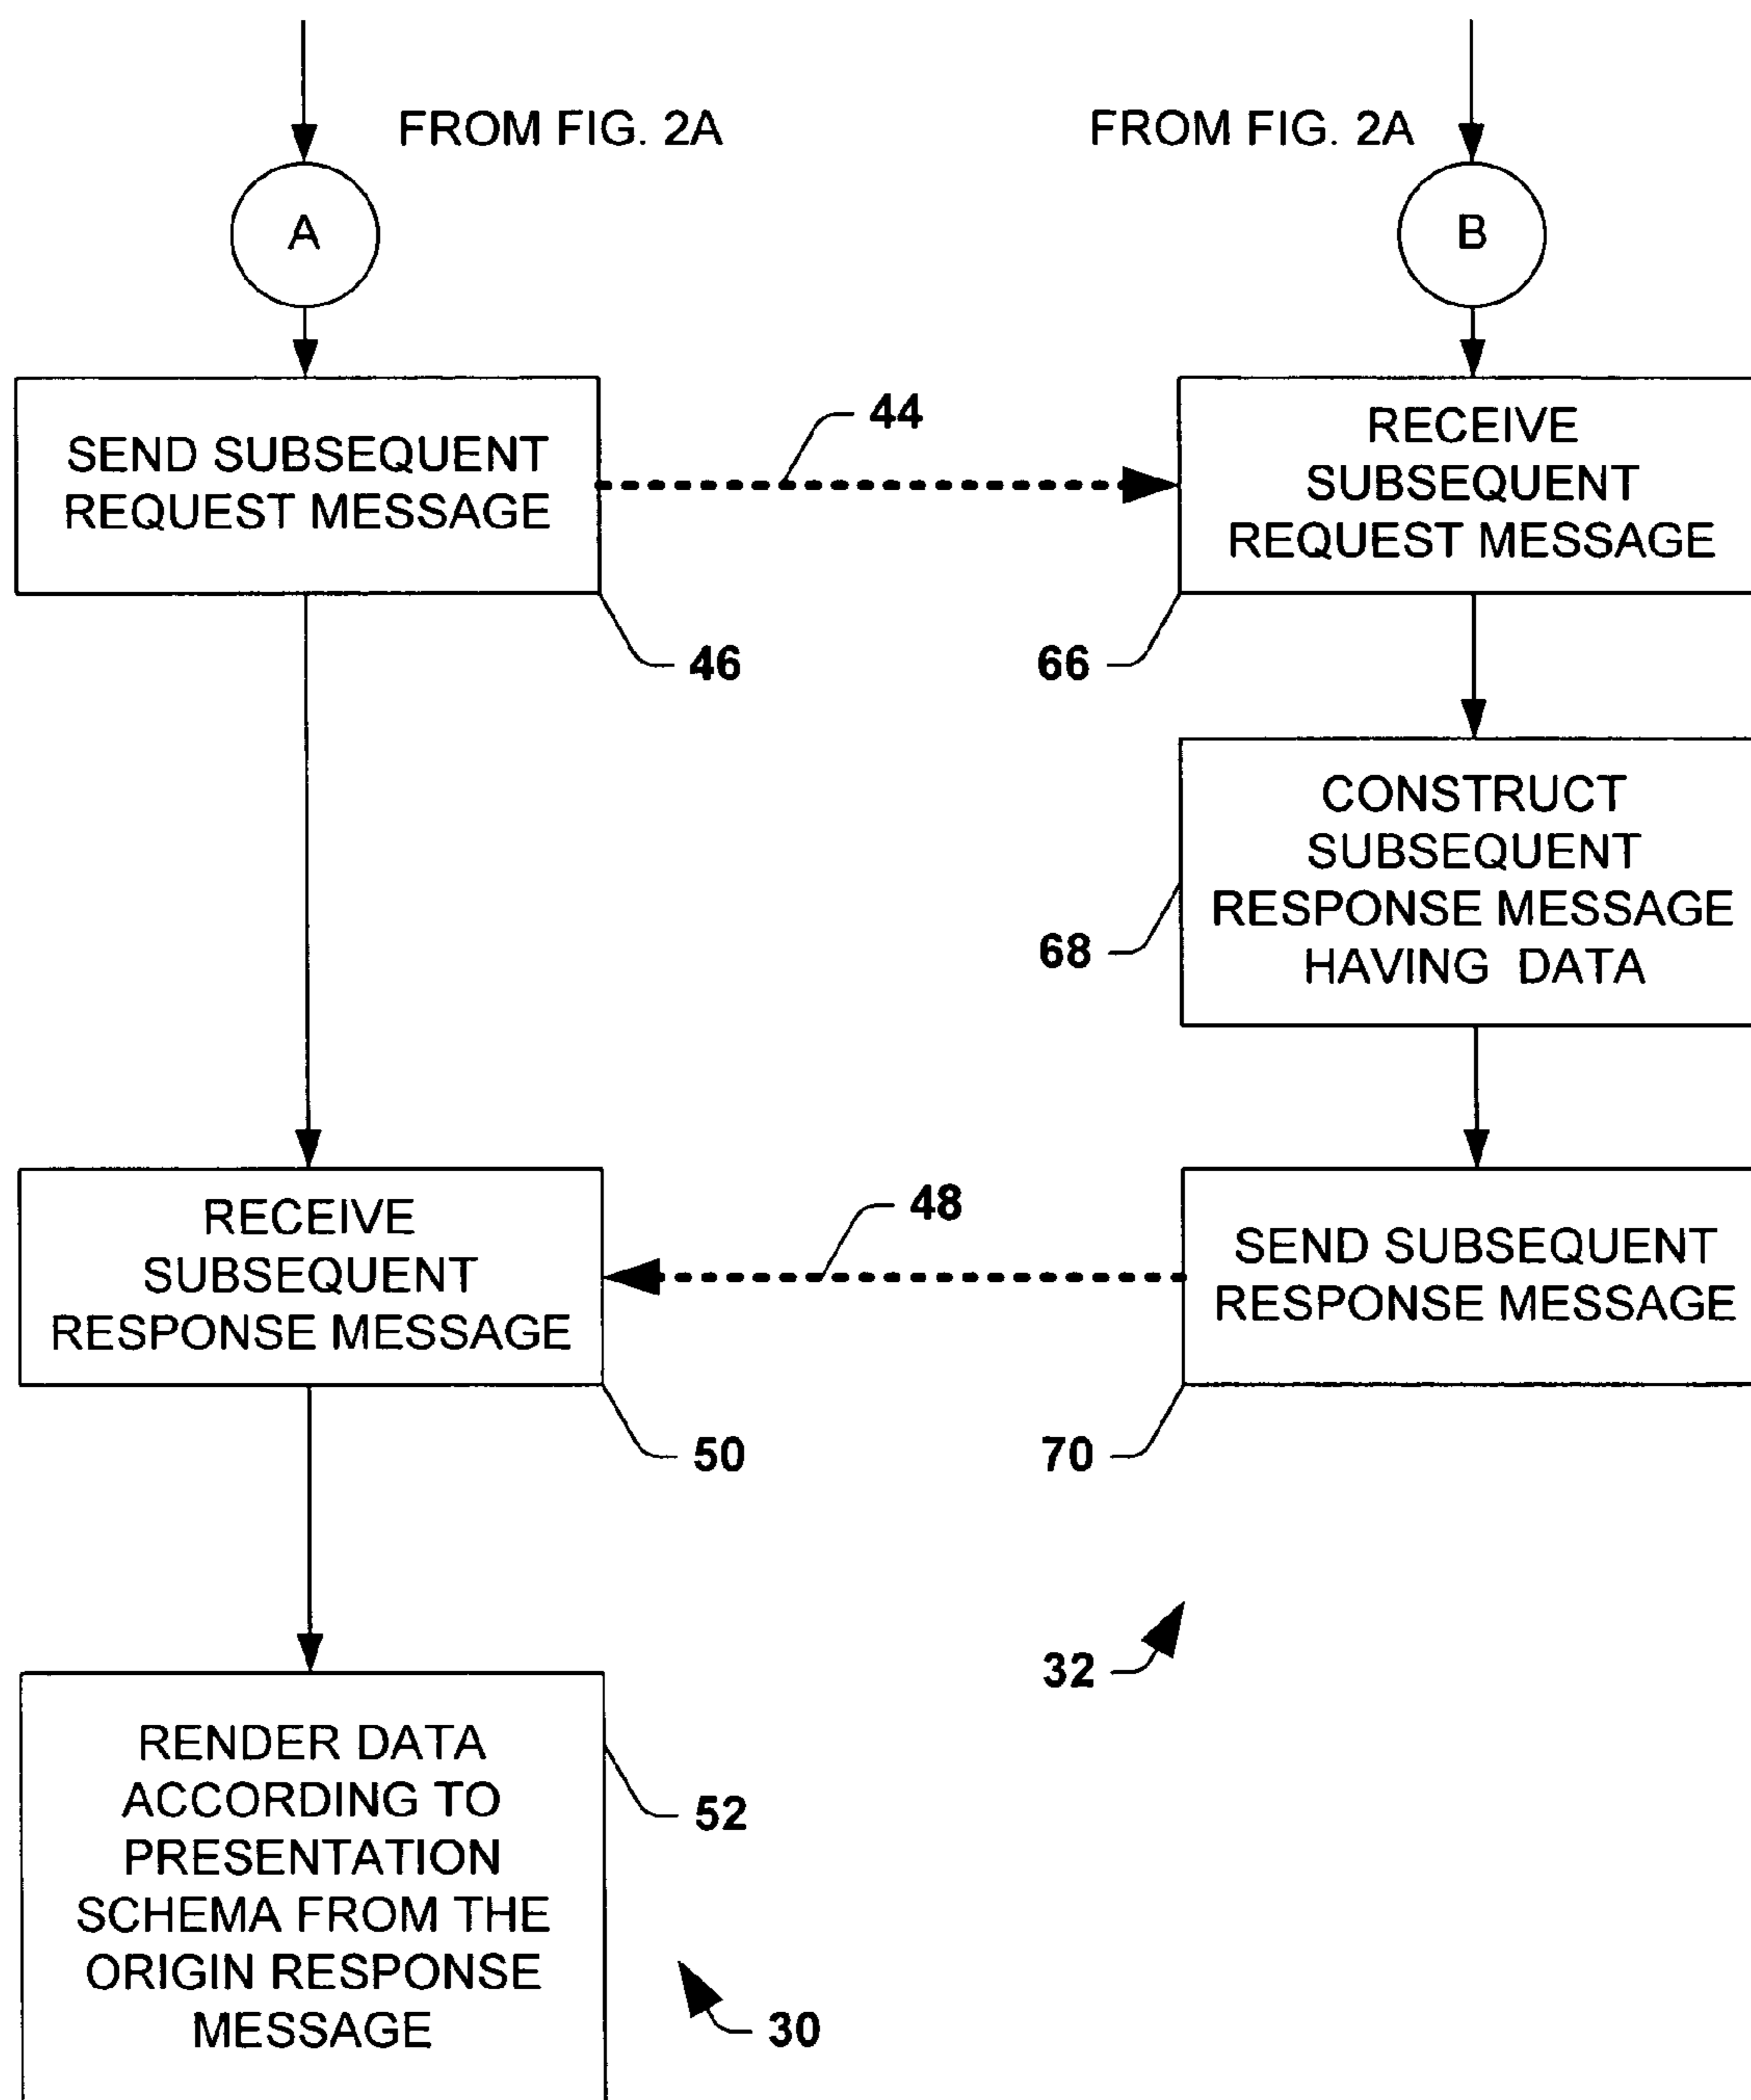 FROM FIG. 2A
FROM FIG. 2A
A
B
SEND SUBSEQUENT
REQUEST MESSAGE
44
RECEIVE
SUBSEQUENT
REQUEST MESSAGE
46
66
CONSTRUCT
SUBSEQUENT
RESPONSE MESSAGE
HAVING DATA
68
RECEIVE
SUBSEQUENT
RESPONSE MESSAGE
48
SEND SUBSEQUENT
RESPONSE MESSAGE
50
70
32
RENDER DATA
ACCORDING TO
PRESENTATION
SCHEMA FROM THE
ORIGIN RESPONSE
MESSAGE
52
30